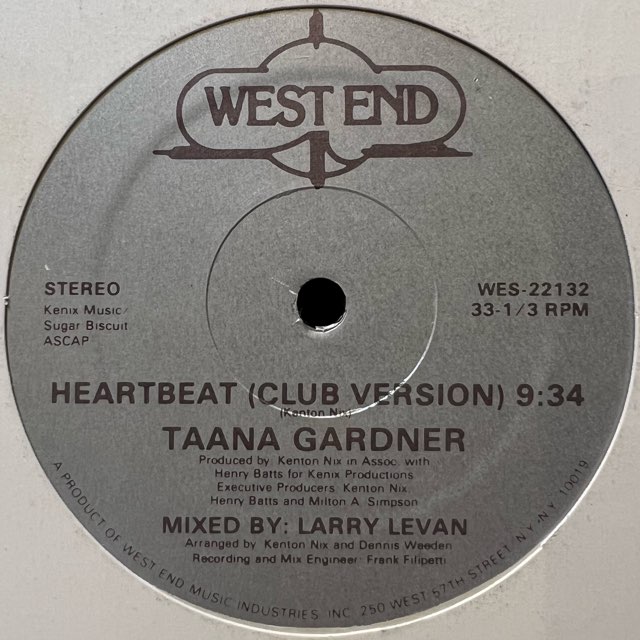 WEST END
STEREO
Kenix Music/
Sugar Biscuit
ASCAP
WES-22132
33-1/3 RPM
HEARTBEAT (CLUB VERSION) 9:34
(Kenton Nix)
TAANA GARDNER
Produced by: Kenton Nix in Assoc. with
Henry Batts for Kenix Productions
Executive Producers: Kenton Nix,
Henry Batts and Milton A. Simpson
MIXED BY: LARRY LEVAN
Arranged by: Kenton Nix and Dennis Weeden
Recording and Mix Engineer: Frank Filipetti
A PRODUCT OF WEST END MUSIC INDUSTRIES, INC. 250 WEST 57TH STREET, N.Y. N.Y. 10019